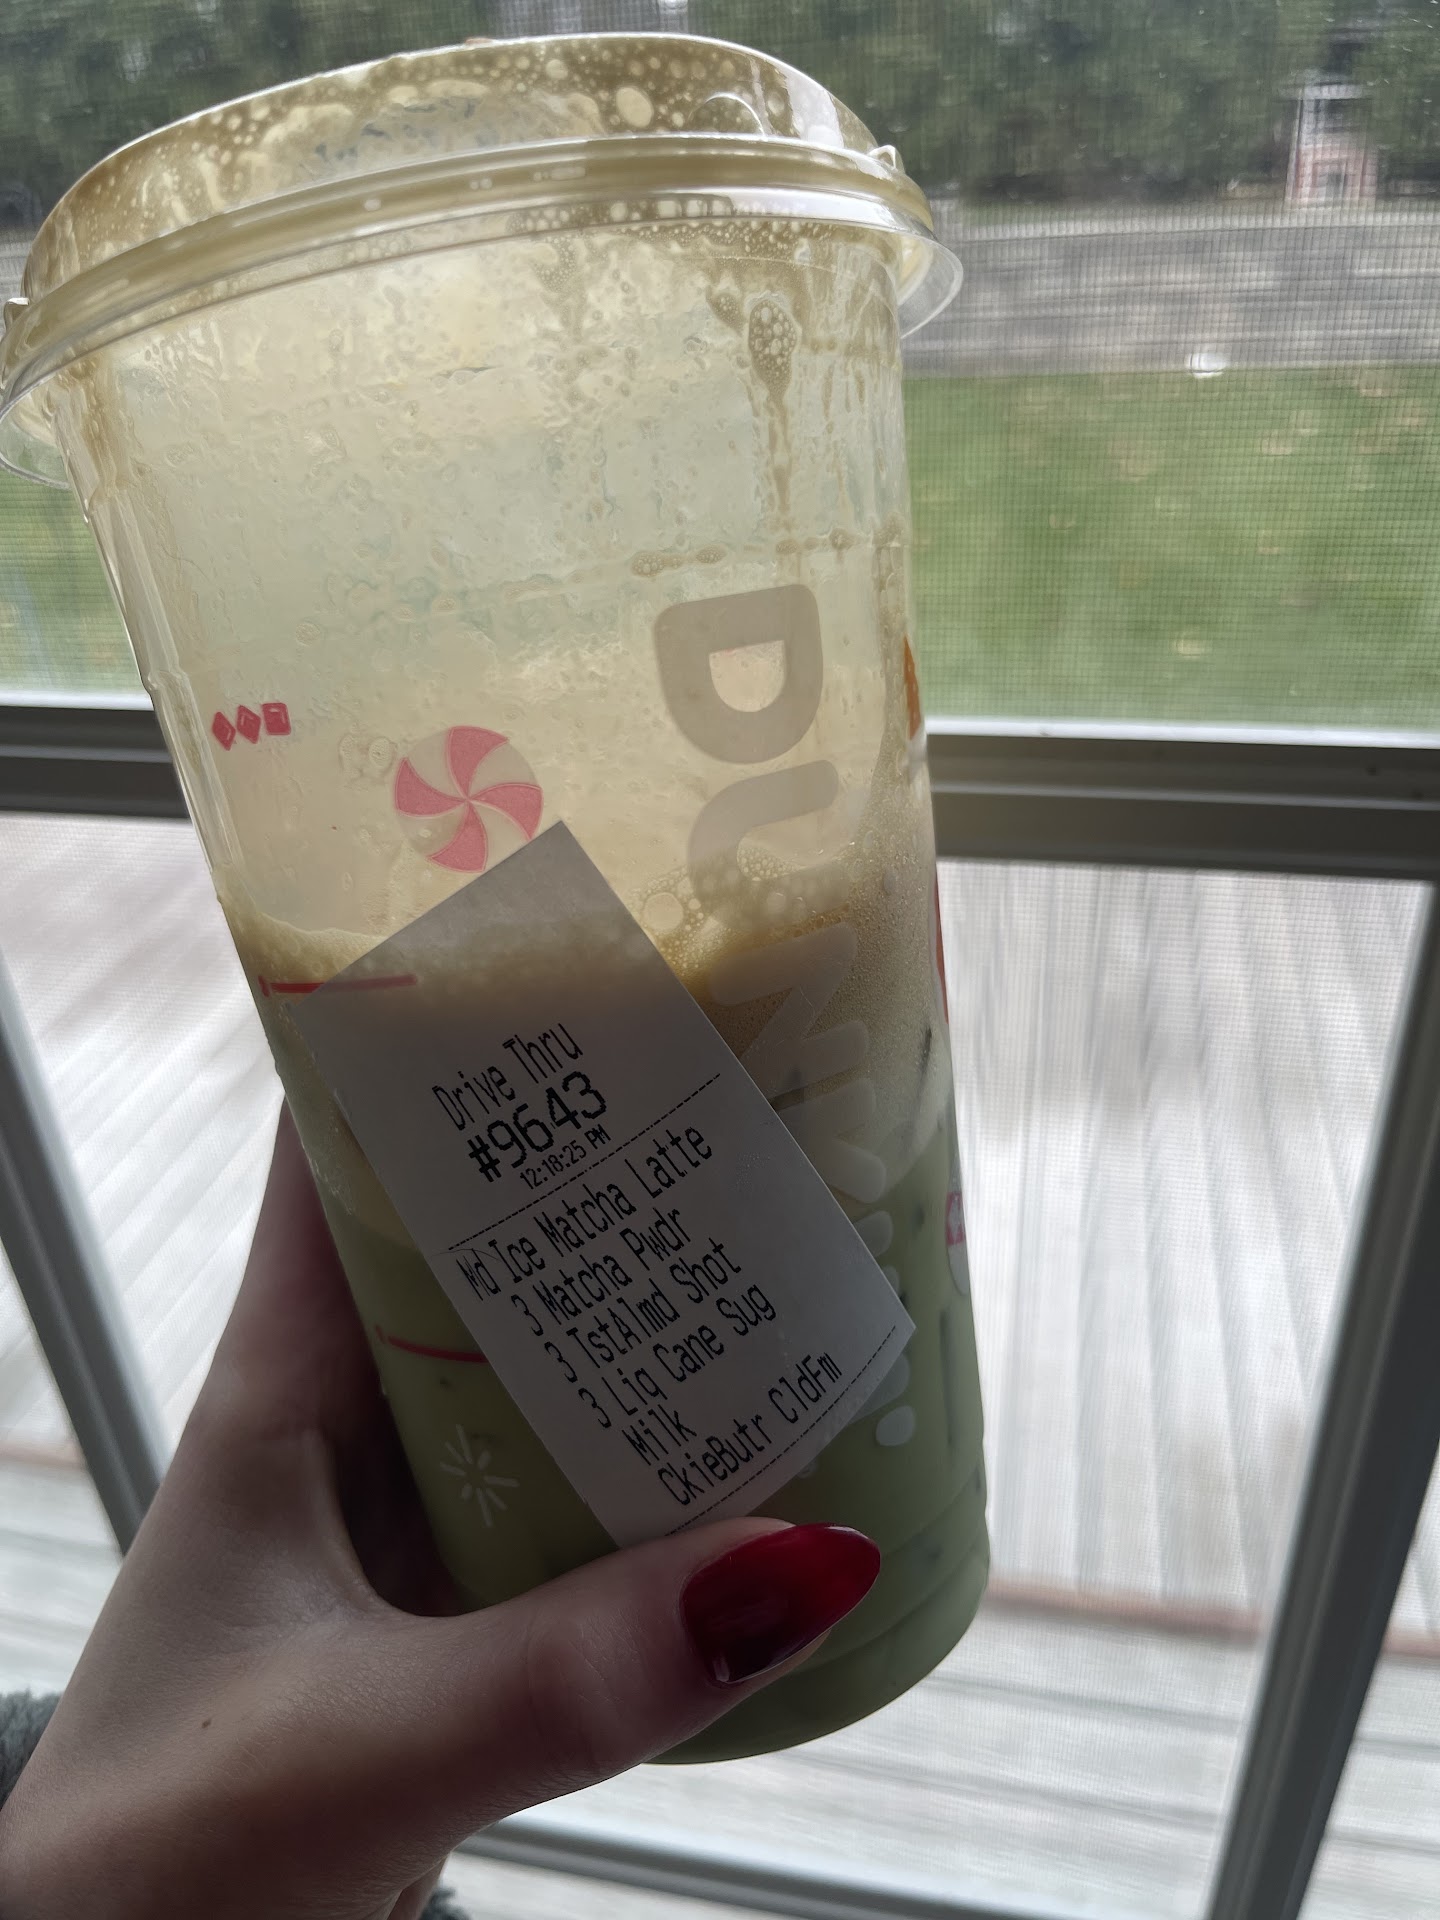 DUNKIN'
Drive Thru
#9643
12:18:25 PM
Md Ice Matcha Latte
3 Matcha Pwdr
3 TstAlmd Shot
3 Liq Cane Sug
Milk
CkieButr CldFm